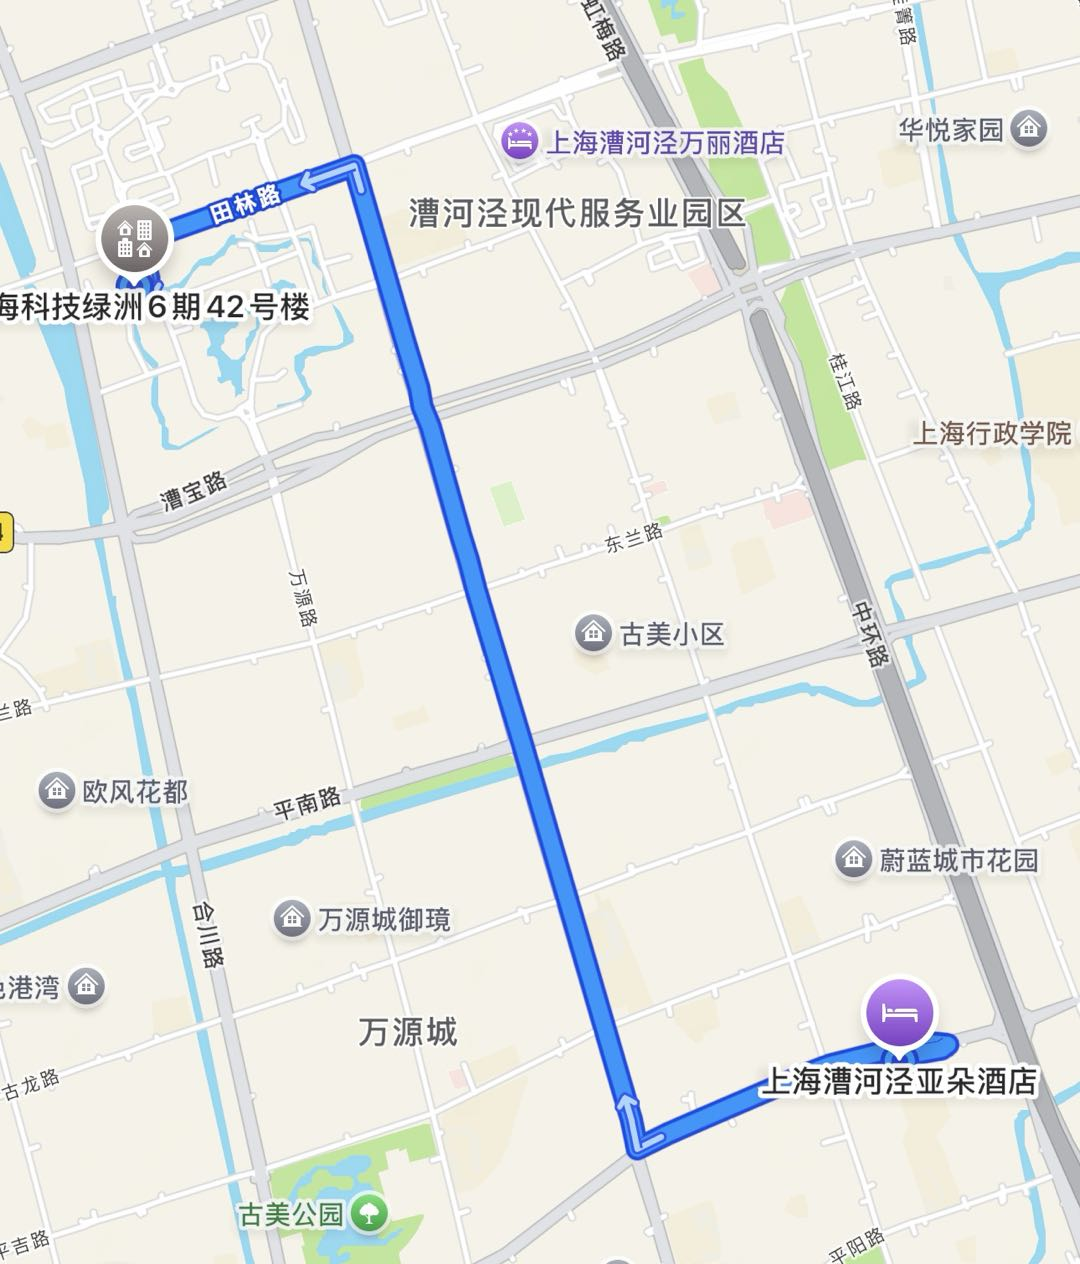 虹梅路
上海漕河泾万丽酒店
华悦家园
田林路
漕河泾现代服务业园区
海科技绿洲6期42号楼
桂江路
上海行政学院
漕宝路
东兰路
万源路
古美小区
中环路
兰路
欧风花都
平南路
蔚蓝城市花园
万源城御璄
合川路
港湾
万源城
古龙路
上海漕河泾亚朵酒店
古美公园
平吉路
平阳路